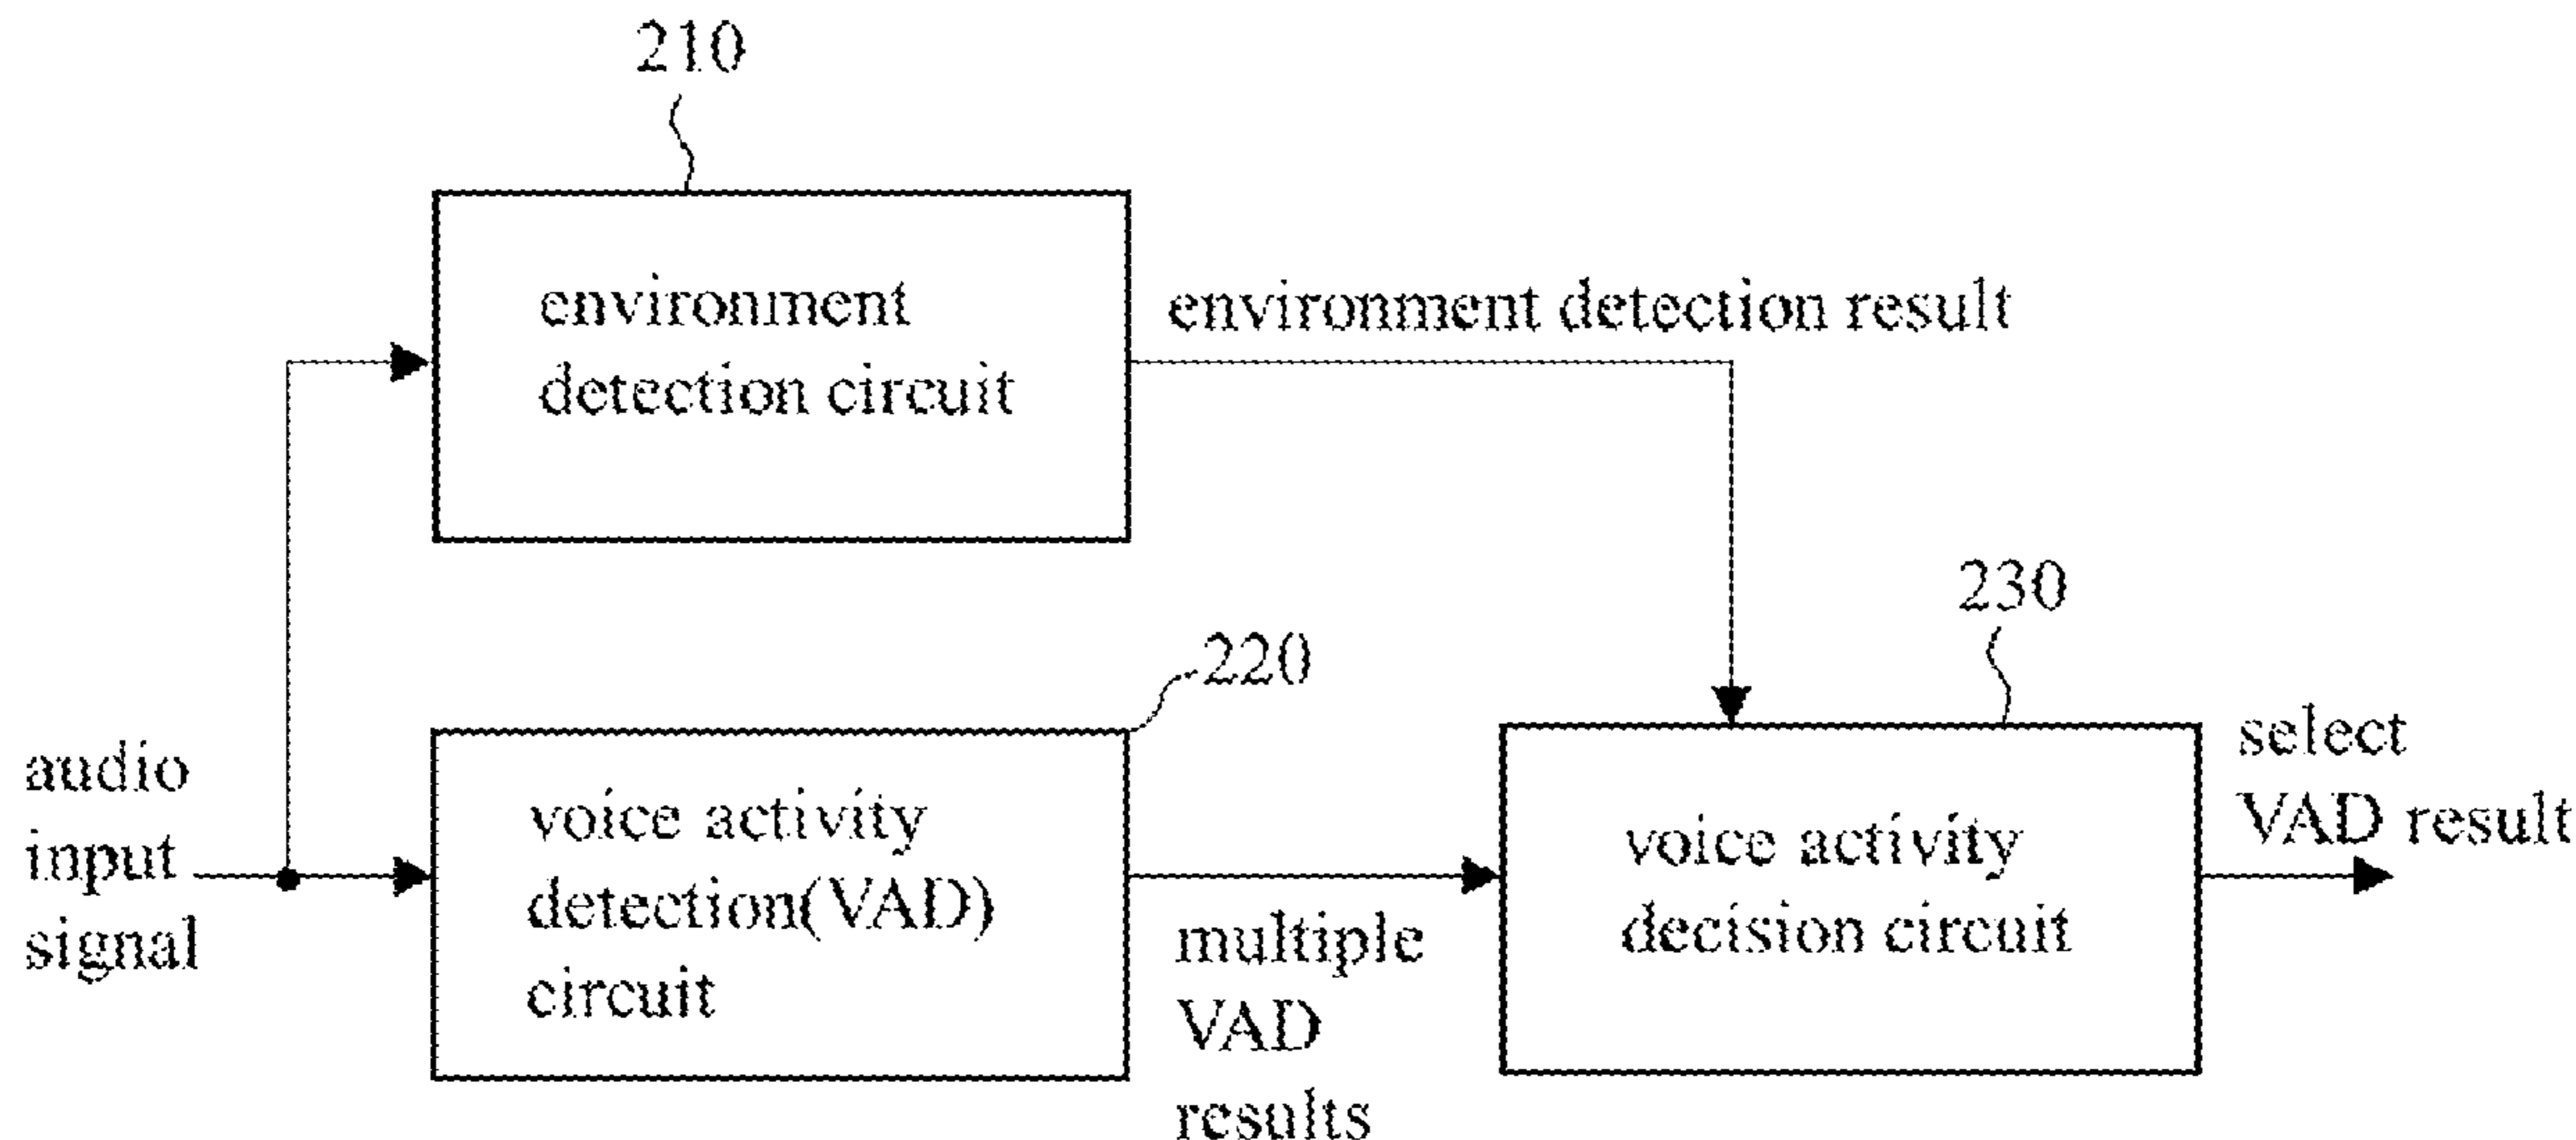 210
environment
detection circuit
environment detection result
230
220
audio
input
signal
voice activity
detection(VAD)
circuit
multiple
VAD
results
voice activity
decision circuit
select
VAD result